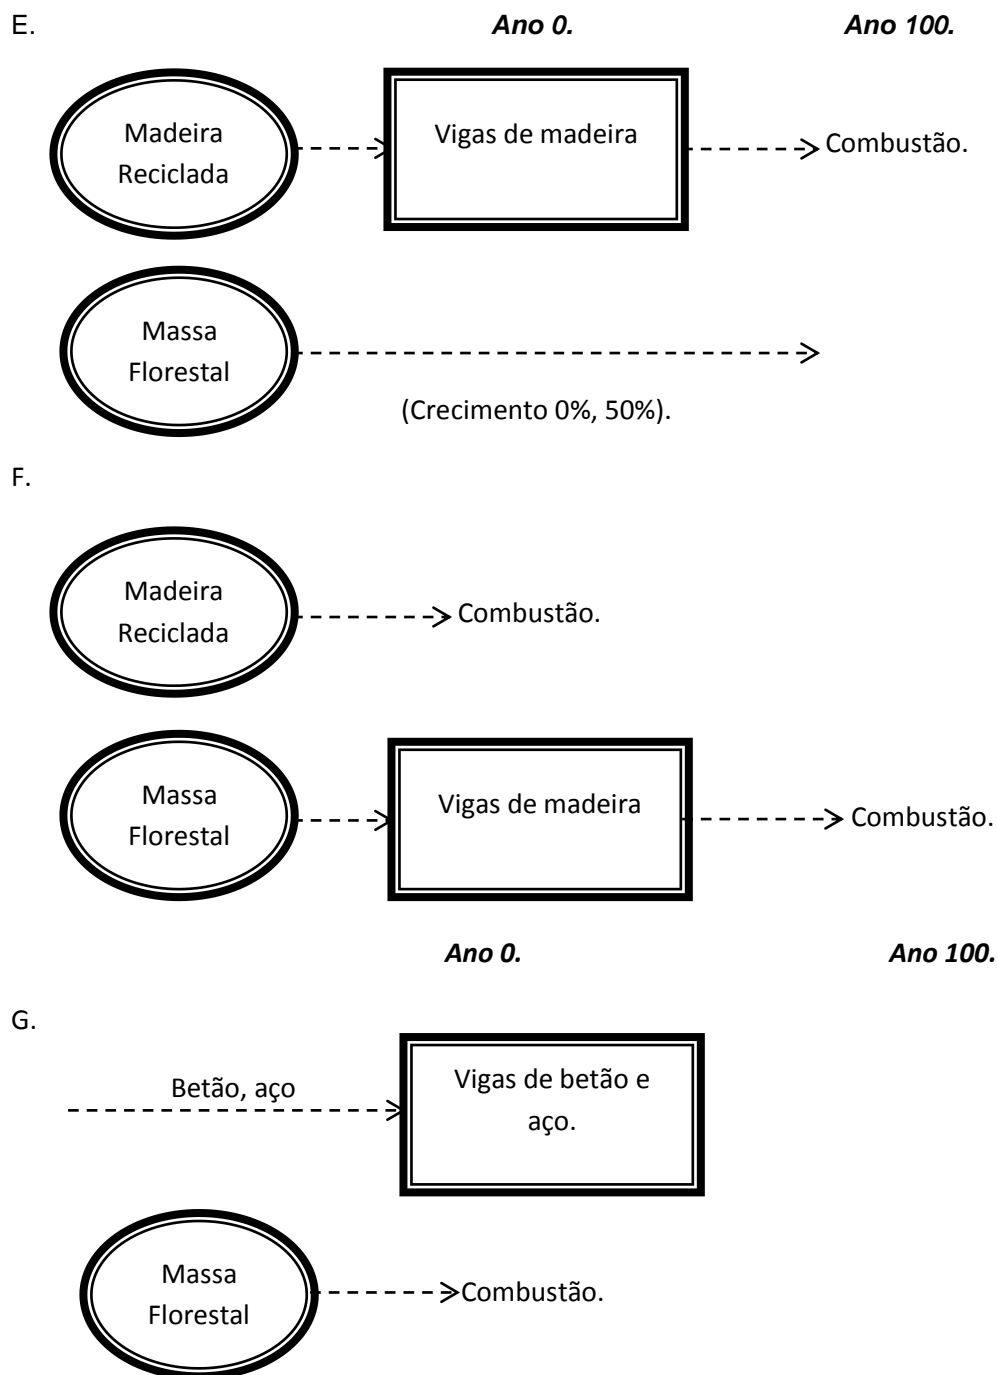 E.
Ano 0.
Ano 100.
Madeira
Reciclada
Vigas de madeira
Combustão.
Massa
Florestal
(Crecimento 0%, 50%).
F.
Madeira
Reciclada
Combustão.
Massa
Florestal
Vigas de madeira
Combustão.
Ano 0.
Ano 100.
G.
Betão, aço
Vigas de betão e
aço.
Massa
Florestal
Combustão.